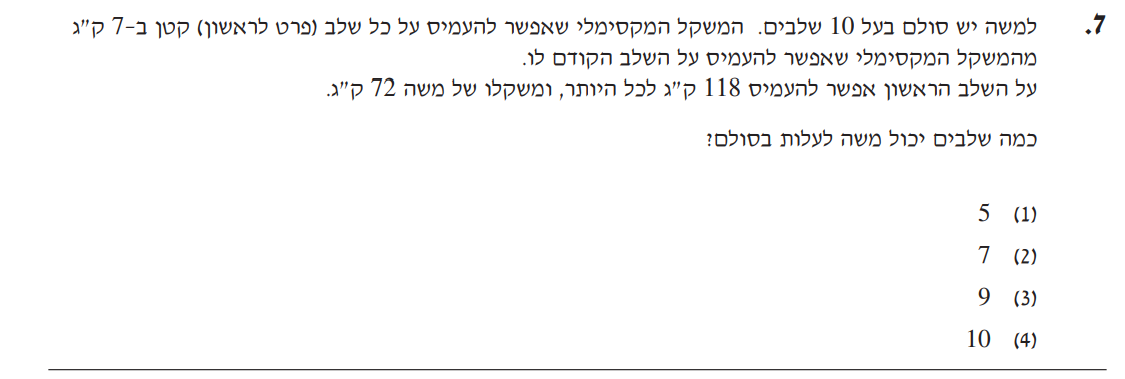 7. למשה יש סולם בעל 10 שלבים. המשקל המקסימלי שאפשר להעמיס על כל שלב (פרט לראשון) קטן ב-7 ק"ג
מהמשקל המקסימלי שאפשר להעמיס על השלב הקודם לו.
על השלב הראשון אפשר להעמיס 118 ק"ג לכל היותר, ומשקלו של משה 72 ק"ג.
כמה שלבים יכול משה לעלות בסולם?
(1) 5
(2) 7
(3) 9
(4) 10